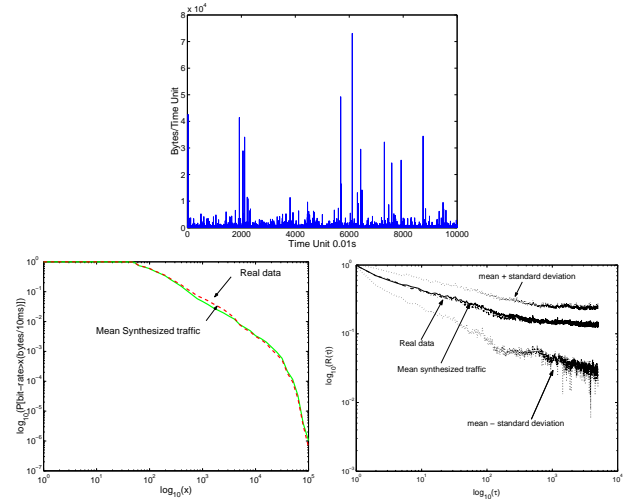 x 10^4
8
7
6
5
4
3
2
1
0
Bytes/Time Unit
0 2000 4000 6000 8000 10000
Time Unit 0.01s
10^0
10^-1
10^-2
10^-3
10^-4
10^-5
10^-6
10^-7
log10(P[bit-rate>x(bytes/10ms)])
Real data
Mean Synthesized traffic
10^0 10^1 10^2 10^3 10^4 10^5
log10(x)
10^0
10^-1
10^-2
10^-3
log10(R(τ))
mean + standard deviation
Real data
Mean synthesized traffic
mean − standard deviation
10^0 10^1 10^2 10^3 10^4
log10(τ)